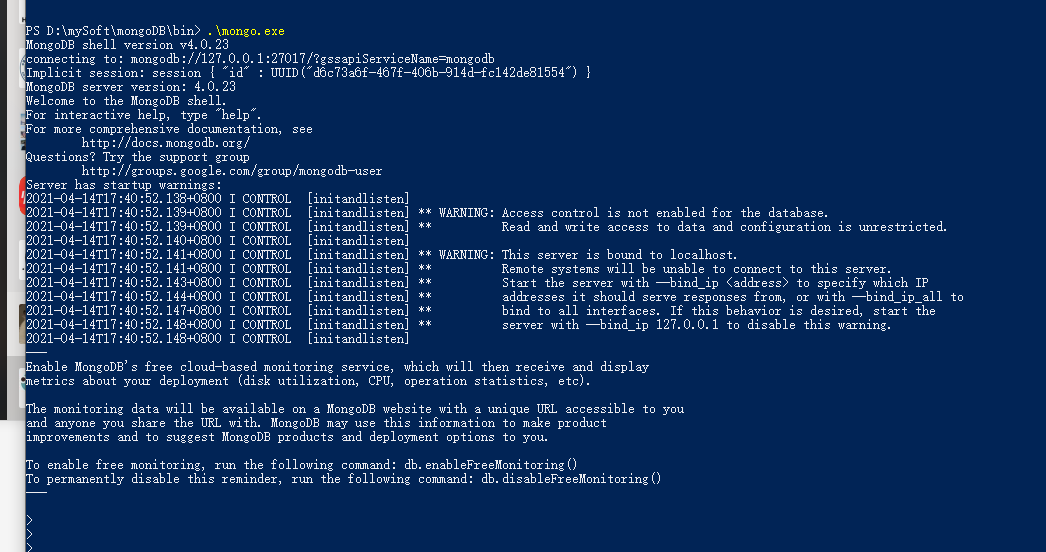 PS D:\mySoft\mongoDB\bin> .\mongo.exe
MongoDB shell version v4.0.23
connecting to: mongodb://127.0.0.1:27017/?gssapiServiceName=mongodb
Implicit session: session { "id" : UUID("d6c73a6f-467f-406b-914d-fc142de81554") }
MongoDB server version: 4.0.23
Welcome to the MongoDB shell.
For interactive help, type "help".
For more comprehensive documentation, see
        http://docs.mongodb.org/
Questions? Try the support group
        http://groups.google.com/group/mongodb-user
Server has startup warnings:
2021-04-14T17:40:52.138+0800 I CONTROL  [initandlisten]
2021-04-14T17:40:52.139+0800 I CONTROL  [initandlisten] ** WARNING: Access control is not enabled for the database.
2021-04-14T17:40:52.139+0800 I CONTROL  [initandlisten] **          Read and write access to data and configuration is unrestricted.
2021-04-14T17:40:52.140+0800 I CONTROL  [initandlisten]
2021-04-14T17:40:52.141+0800 I CONTROL  [initandlisten] ** WARNING: This server is bound to localhost.
2021-04-14T17:40:52.141+0800 I CONTROL  [initandlisten] **          Remote systems will be unable to connect to this server.
2021-04-14T17:40:52.143+0800 I CONTROL  [initandlisten] **          Start the server with --bind_ip <address> to specify which IP
2021-04-14T17:40:52.144+0800 I CONTROL  [initandlisten] **          addresses it should serve responses from, or with --bind_ip_all to
2021-04-14T17:40:52.147+0800 I CONTROL  [initandlisten] **          bind to all interfaces. If this behavior is desired, start the
2021-04-14T17:40:52.148+0800 I CONTROL  [initandlisten] **          server with --bind_ip 127.0.0.1 to disable this warning.
2021-04-14T17:40:52.148+0800 I CONTROL  [initandlisten]
---
Enable MongoDB's free cloud-based monitoring service, which will then receive and display
metrics about your deployment (disk utilization, CPU, operation statistics, etc).
The monitoring data will be available on a MongoDB website with a unique URL accessible to you
and anyone you share the URL with. MongoDB may use this information to make product
improvements and to suggest MongoDB products and deployment options to you.
To enable free monitoring, run the following command: db.enableFreeMonitoring()
To permanently disable this reminder, run the following command: db.disableFreeMonitoring()
---
>
>
>